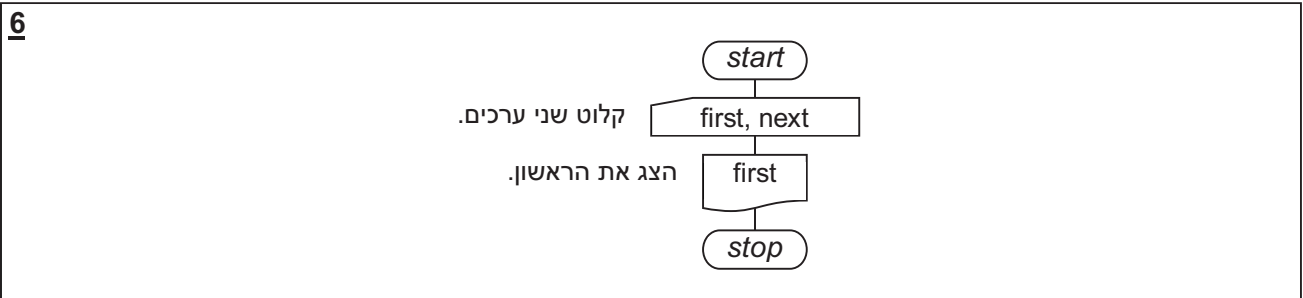 6
start
קלוט שני ערכים. first, next
הצג את הראשון. first
stop